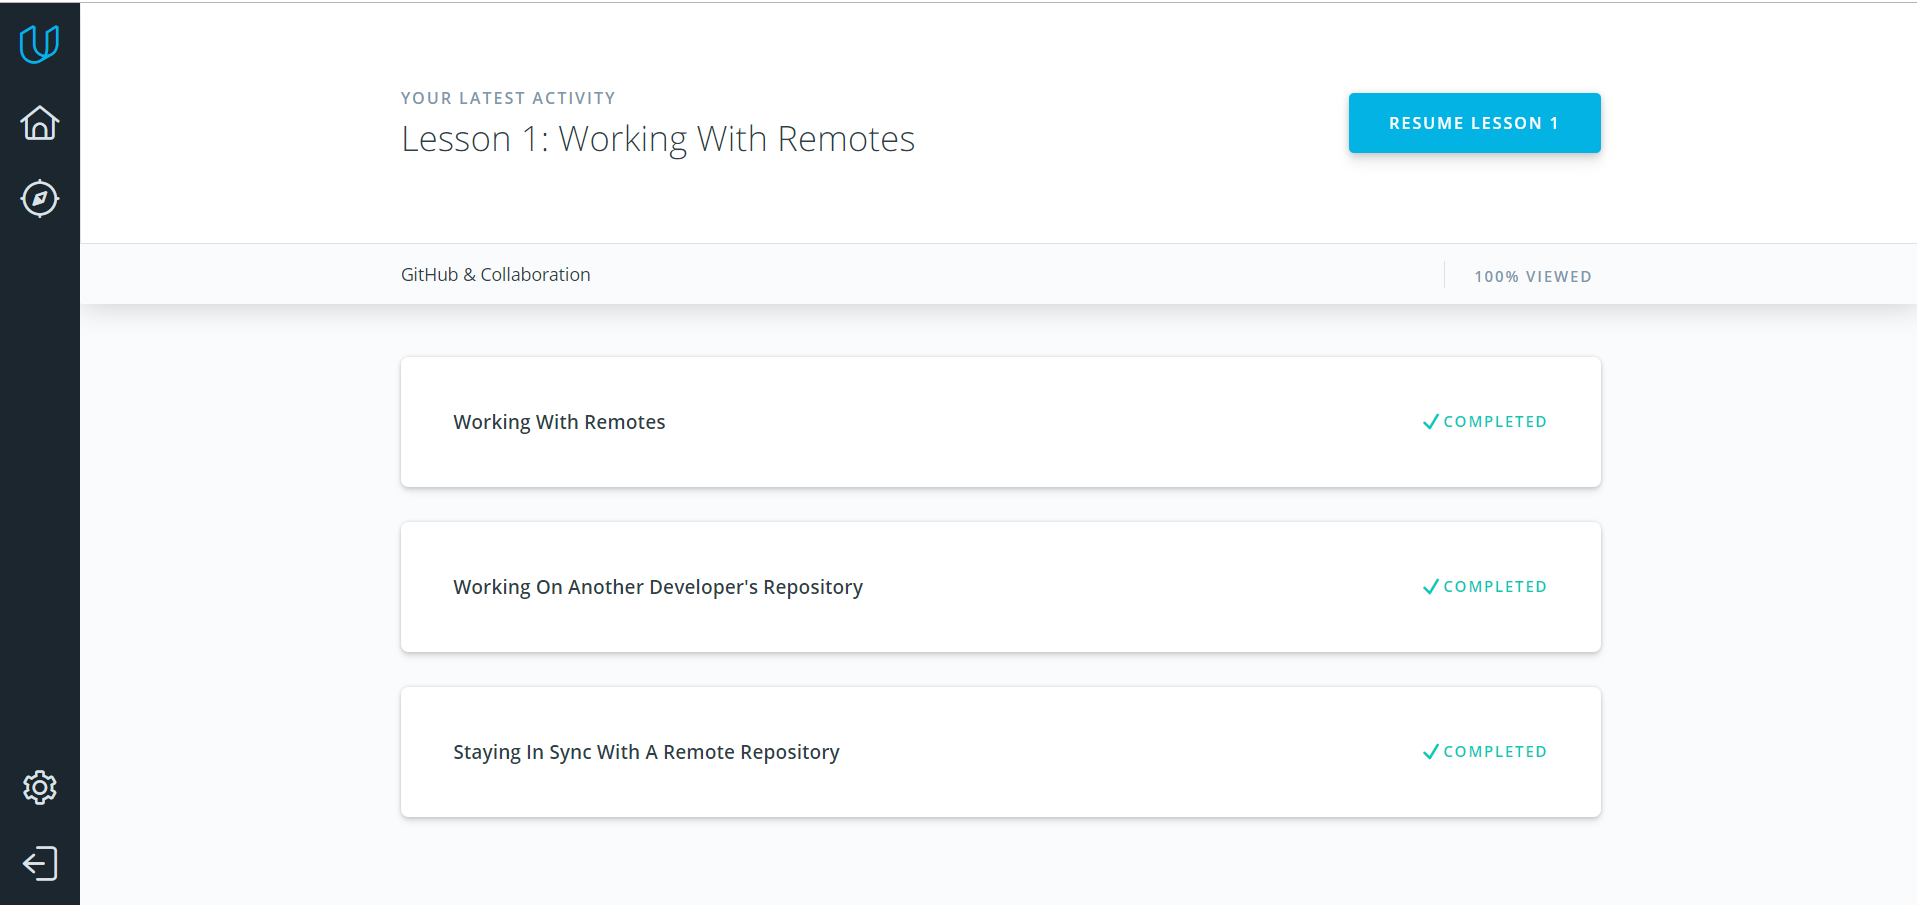 YOUR LATEST ACTIVITY
Lesson 1: Working With Remotes
RESUME LESSON 1
GitHub & Collaboration
100% VIEWED
Working With Remotes
COMPLETED
Working On Another Developer's Repository
COMPLETED
Staying In Sync With A Remote Repository
COMPLETED